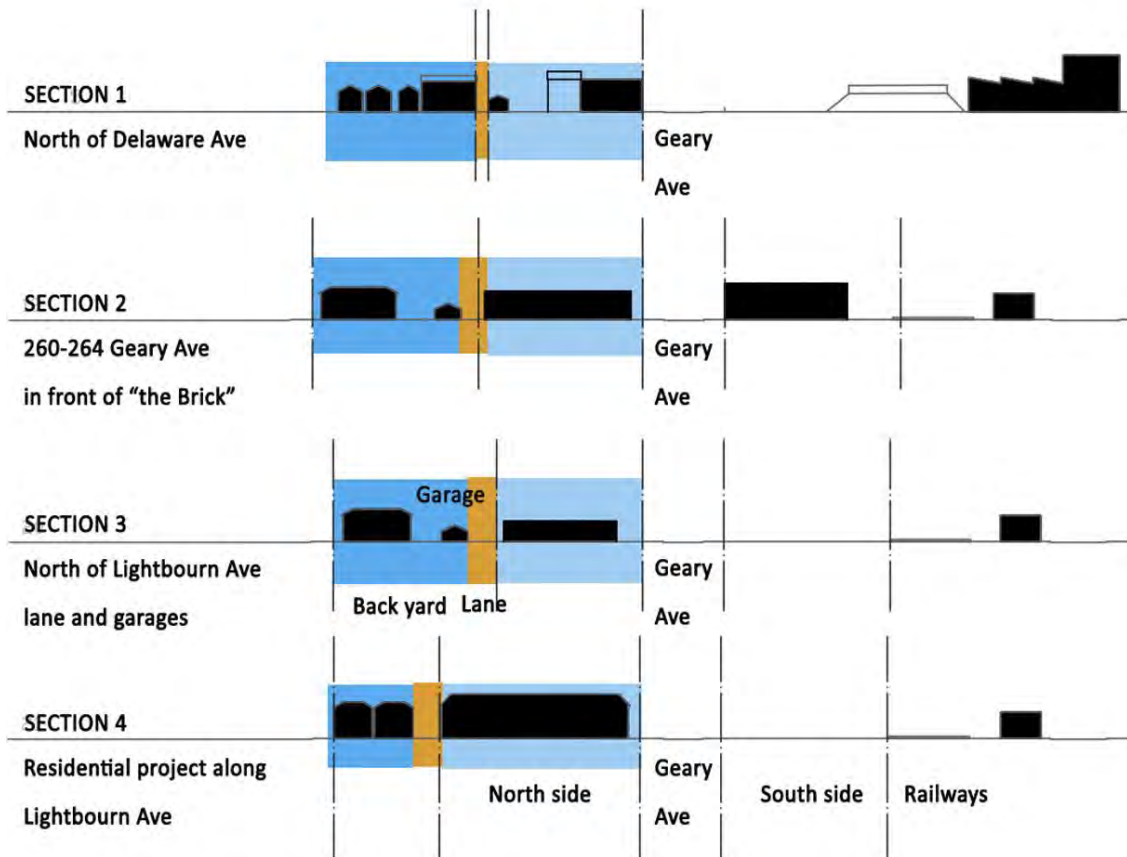 SECTION 1
North of Delaware Ave
Geary
Ave
SECTION 2
260-264 Geary Ave
in front of “the Brick”
Geary
Ave
Garage
SECTION 3
North of Lightbourn Ave
lane and garages
Back yard
Lane
Geary
Ave
SECTION 4
Residential project along
Lightbourn Ave
North side
Geary
Ave
South side
Railways